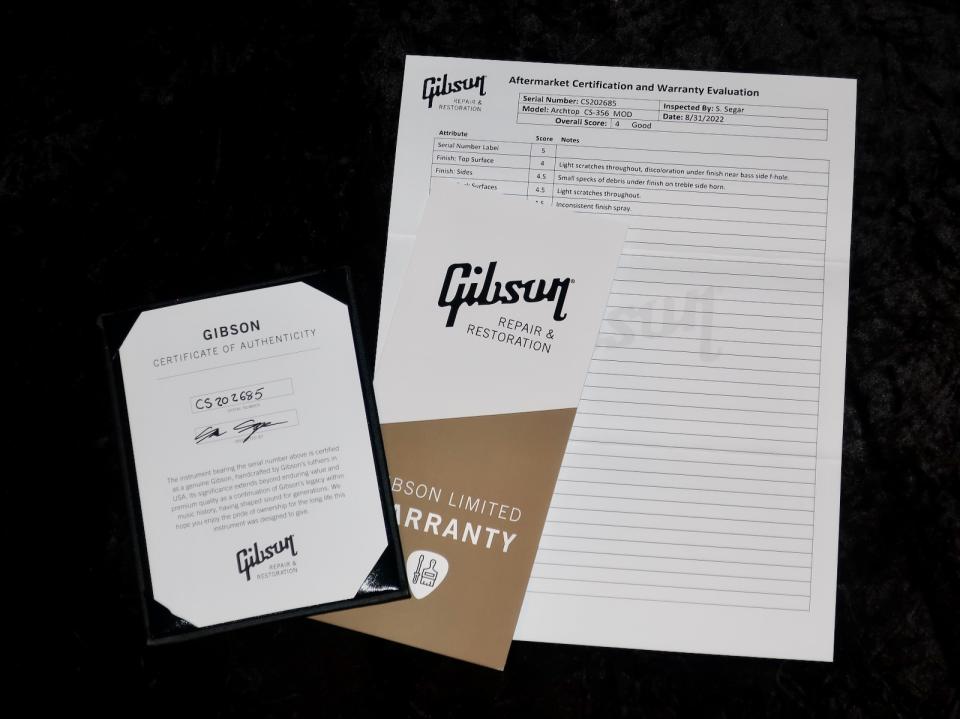 Gibson
REPAIR &
RESTORATION
Aftermarket Certification and Warranty Evaluation
Serial Number: CS202685 Inspected By: S. Segar
Model: Archtop CS-356 MOD Date: 8/31/2022
Overall Score: 4 Good
Attribute Score Notes
Serial Number Label 5
Finish: Top Surface 4 Light scratches throughout, discoloration under finish near bass side f-hole.
Finish: Sides 4.5 Small specks of debris under finish on treble side horn.
Surfaces 4.5 Light scratches throughout.
Inconsistent finish spray.
Gibson
REPAIR &
RESTORATION
BSON LIMITED
ARRANTY
GIBSON
CERTIFICATE OF AUTHENTICITY
CS202685
SERIAL NUMBER
The instrument bearing the serial number above is certified
as a genuine Gibson, handcrafted by Gibson's luthiers in
USA. Its significance extends beyond enduring value and
premium quality as a continuation of Gibson's legacy within
music history, having shaped sound for generations. We
hope you enjoy the pride of ownership for the long life this
instrument was designed to give.
Gibson
REPAIR &
RESTORATION